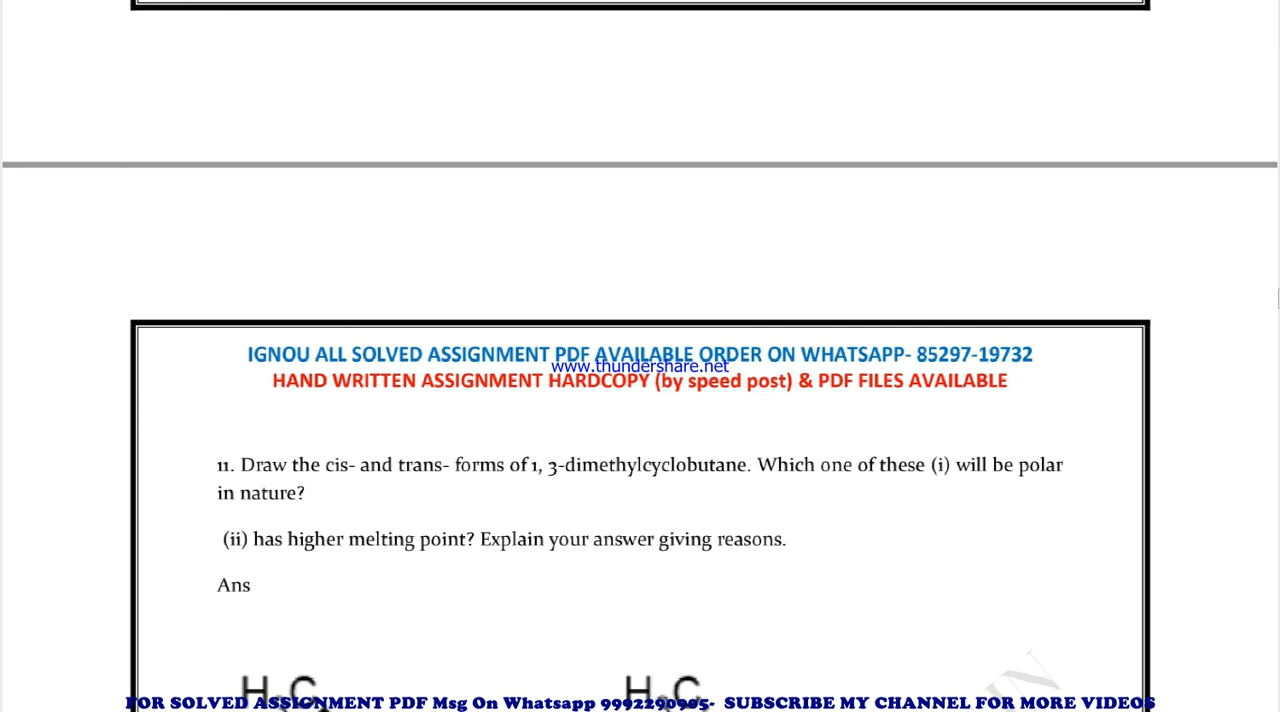 IGNOU ALL SOLVED ASSIGNMENT PDF AVAILABLE ORDER ON WHATSAPP- 85297-19732
www.thundershare.net
HAND WRITTEN ASSIGNMENT HARDCOPY (by speed post) & PDF FILES AVAILABLE
11. Draw the cis- and trans- forms of 1, 3-dimethylcyclobutane. Which one of these (i) will be polar
in nature?
(ii) has higher melting point? Explain your answer giving reasons.
Ans
H3C H3C
FOR SOLVED ASSIGNMENT PDF Msg On Whatsapp 9992290905- SUBSCRIBE MY CHANNEL FOR MORE VIDEOS